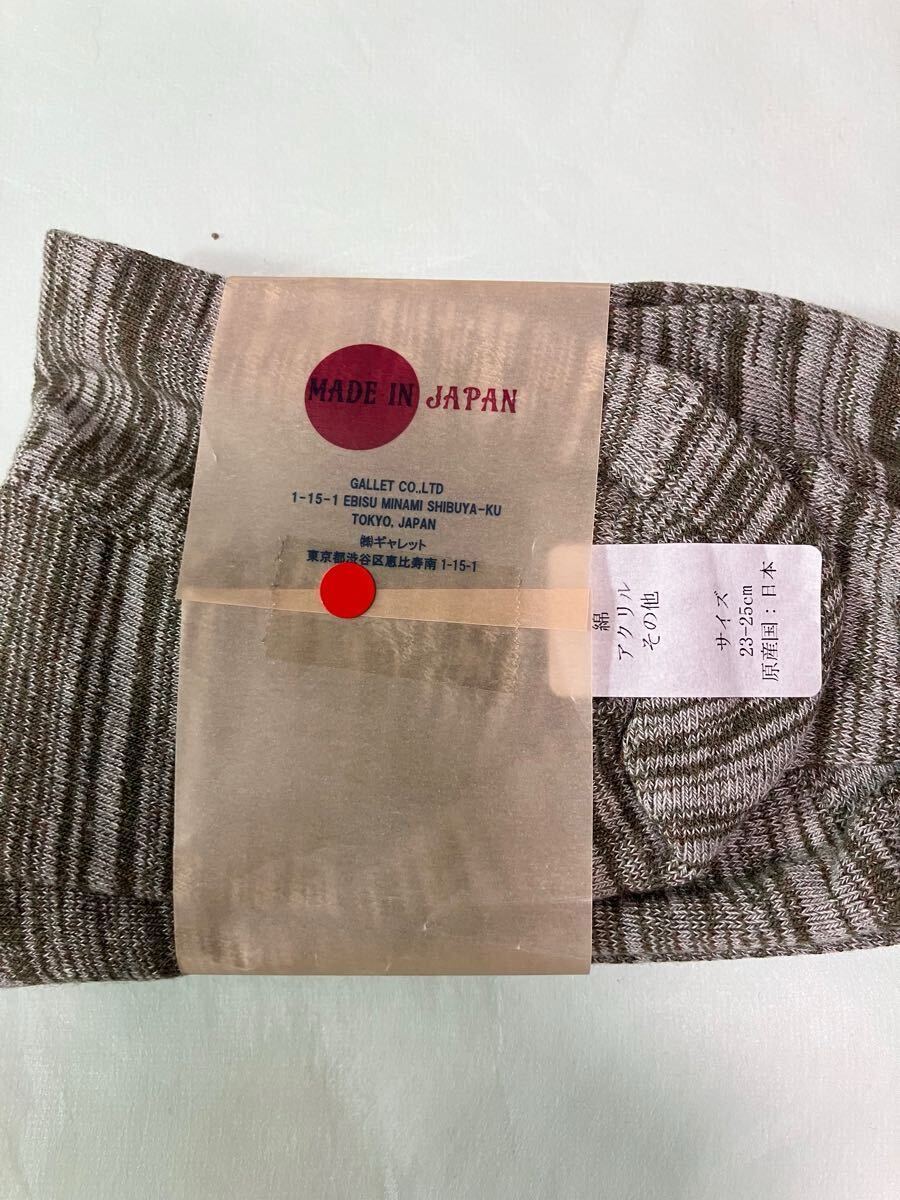 MADE IN JAPAN
GALLET CO.,LTD
1-15-1 EBISU MINAMI SHIBUYA-KU
TOKYO, JAPAN
㈱ギャレット
東京都渋谷区恵比寿南1-15-1
綿
アクリル
その他
サイズ
23-25cm
原産国：日本